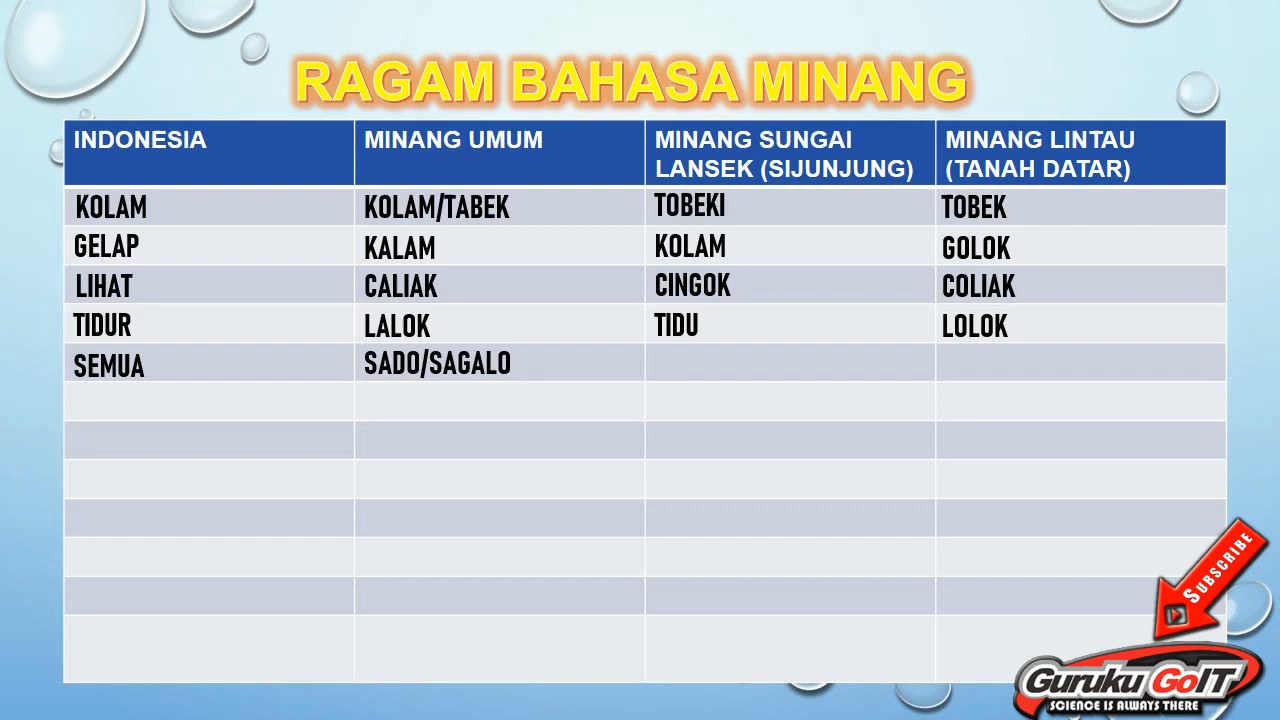 RAGAM BAHASA MINANG
INDONESIA MINANG UMUM MINANG SUNGAI LANSEK (SIJUNJUNG) MINANG LINTAU (TANAH DATAR)
KOLAM KOLAM/TABEK TOBEKI TOBEK
GELAP KALAM KOLAM GOLOK
LIHAT CALIAK CINGOK COLIAK
TIDUR LALOK TIDU LOLOK
SEMUA SADO/SAGALO
SUBSCRIBE
Guruku GoIT
SCIENCE IS ALWAYS THERE